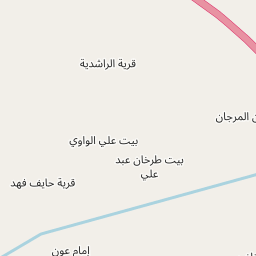 قرية الراشدية
المرجان
بيت علي الواوي
بيت طرخان عبد
علي
قرية حايف فهد
إمام عون